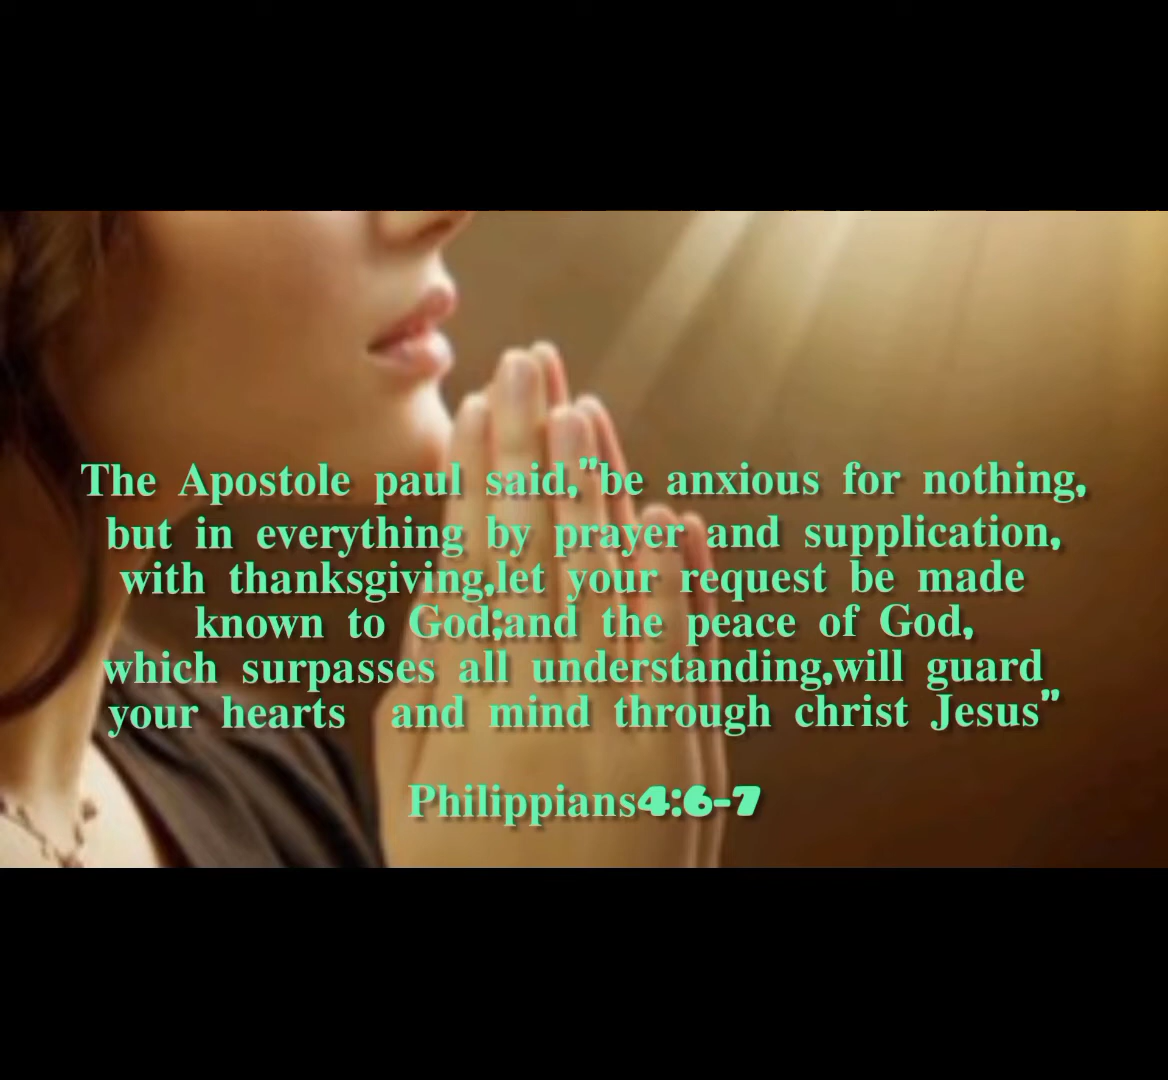 The Apostole paul said,"be anxious for nothing,
but in everything by prayer and supplication,
with thanksgiving,let your request be made
known to God;and the peace of God,
which surpasses all understanding,will guard
your hearts and mind through christ Jesus"
Philippians4:6-7